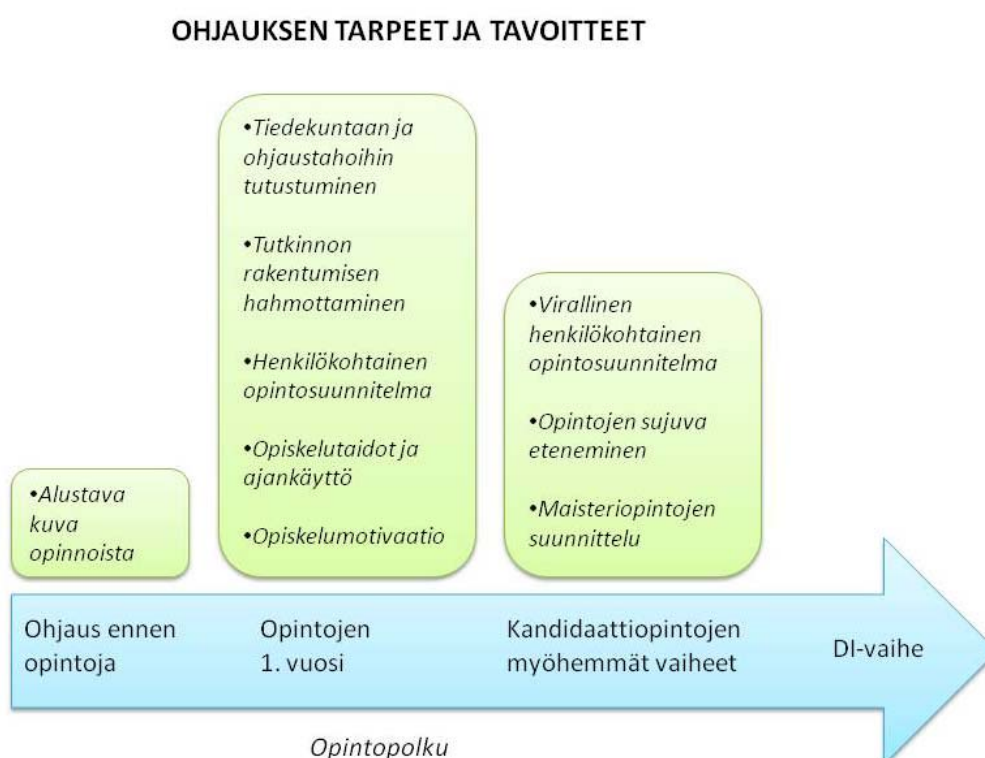 OHJAUKSEN TARPEET JA TAVOITTEET
•Alustava
kuva
opinnoista
•Tiedekuntaan ja
ohjaustahoihin
tutustuminen
•Tutkinnon
rakentumisen
hahmottaminen
•Henkilökohtainen
opintosuunnitelma
•Opiskelutaidot ja
ajankäyttö
•Opiskelumotivaatio
•Virallinen
henkilökohtainen
opintosuunnitelma
•Opintojen sujuva
eteneminen
•Maisteriopintojen
suunnittelu
Ohjaus ennen
opintoja
Opintojen
1. vuosi
Kandidaattiopintojen
myöhemmät vaiheet
DI-vaihe
Opintopolku